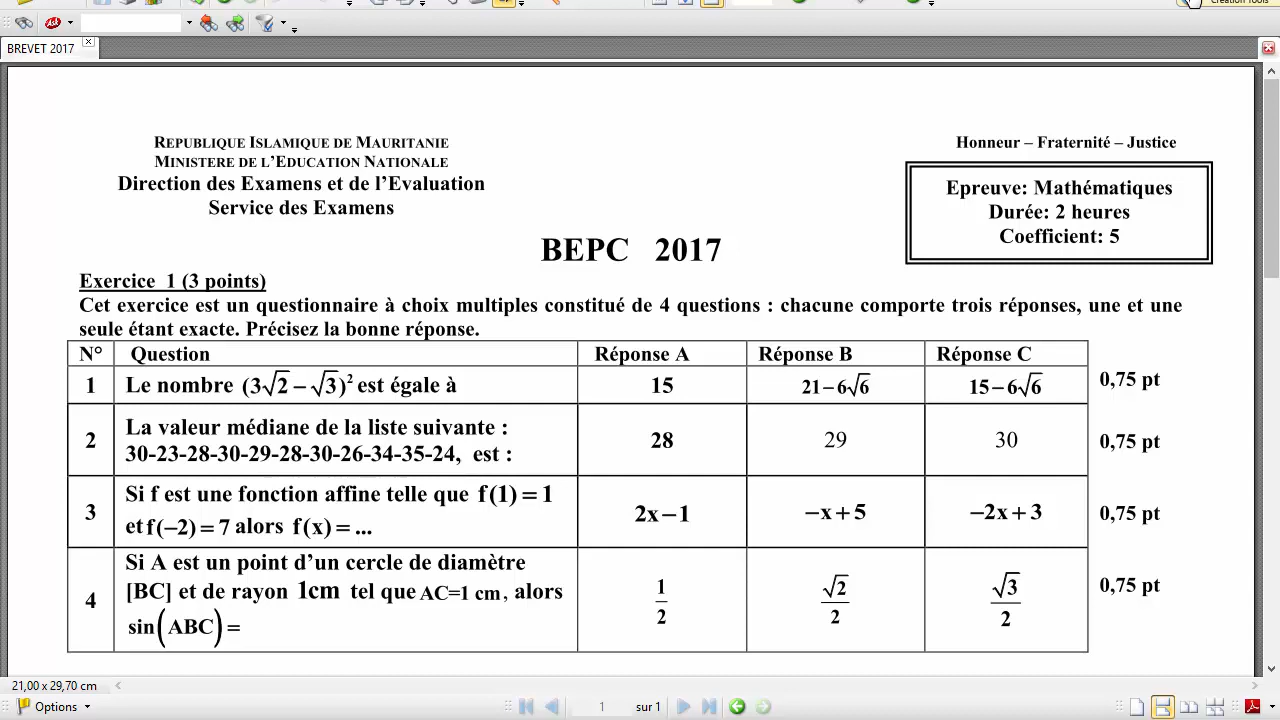 Creation Tools
BREVET 2017
REPUBLIQUE ISLAMIQUE DE MAURITANIE
MINISTERE DE L'EDUCATION NATIONALE
Direction des Examens et de l'Evaluation
Service des Examens
Honneur – Fraternité – Justice
Epreuve: Mathématiques
Durée: 2 heures
Coefficient: 5
BEPC 2017
Exercice 1 (3 points)
Cet exercice est un questionnaire à choix multiples constitué de 4 questions : chacune comporte trois réponses, une et une
seule étant exacte. Précisez la bonne réponse.
N° Question Réponse A Réponse B Réponse C
1 Le nombre (3√2 – √3)² est égale à 15 21–6√6 15–6√6 0,75 pt
2 La valeur médiane de la liste suivante :
30-23-28-30-29-28-30-26-34-35-24, est : 28 29 30 0,75 pt
3 Si f est une fonction affine telle que f(1) = 1
et f(–2) = 7 alors f(x) = ... 2x–1 –x+5 –2x+3 0,75 pt
4 Si A est un point d'un cercle de diamètre
[BC] et de rayon 1cm tel que AC=1 cm, alors
sin(ABC) = 1/2 √2/2 √3/2 0,75 pt
21,00 x 29,70 cm
Options 1 sur 1